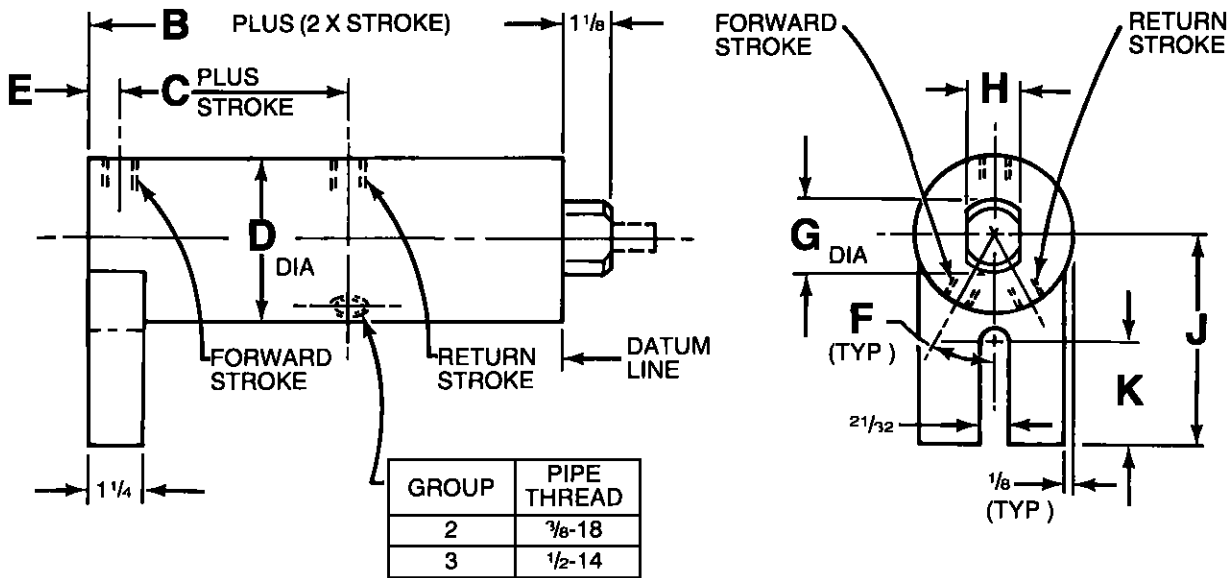 B PLUS (2 X STROKE) 1 1/8
E C PLUS
STROKE
D DIA
FORWARD
STROKE
RETURN
STROKE
DATUM
LINE
1 1/4
GROUP PIPE THREAD
2 3/8-18
3 1/2-14
FORWARD
STROKE
RETURN
STROKE
H
G DIA
F
(TYP )
J
K
21/32
1/8
(TYP )